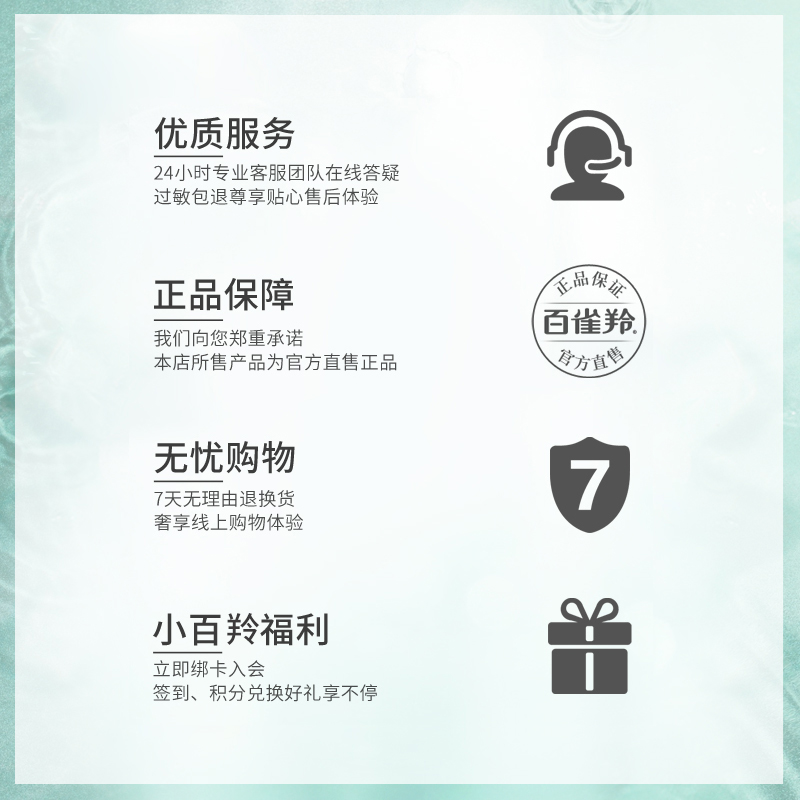 优质服务
24小时专业客服团队在线答疑
过敏包退尊享贴心售后体验
正品保障
我们向您郑重承诺
本店所售产品为官方直售正品
正品保证
百雀羚
官方直售
无忧购物
7天无理由退换货
奢享线上购物体验
7
小百羚福利
立即绑卡入会
签到、积分兑换好礼享不停